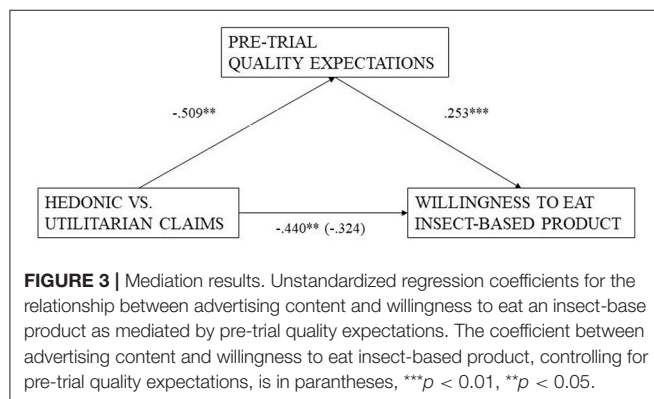 PRE-TRIAL
QUALITY EXPECTATIONS
-.509**
.253***
HEDONIC VS.
UTILITARIAN CLAIMS
WILLINGNESS TO EAT
INSECT-BASED PRODUCT
-.440** (-.324)
FIGURE 3 | Mediation results. Unstandardized regression coefficients for the
relationship between advertising content and willingness to eat an insect-base
product as mediated by pre-trial quality expectations. The coefficient between
advertising content and willingness to eat insect-based product, controlling for
pre-trial quality expectations, is in parantheses, ***p < 0.01, **p < 0.05.